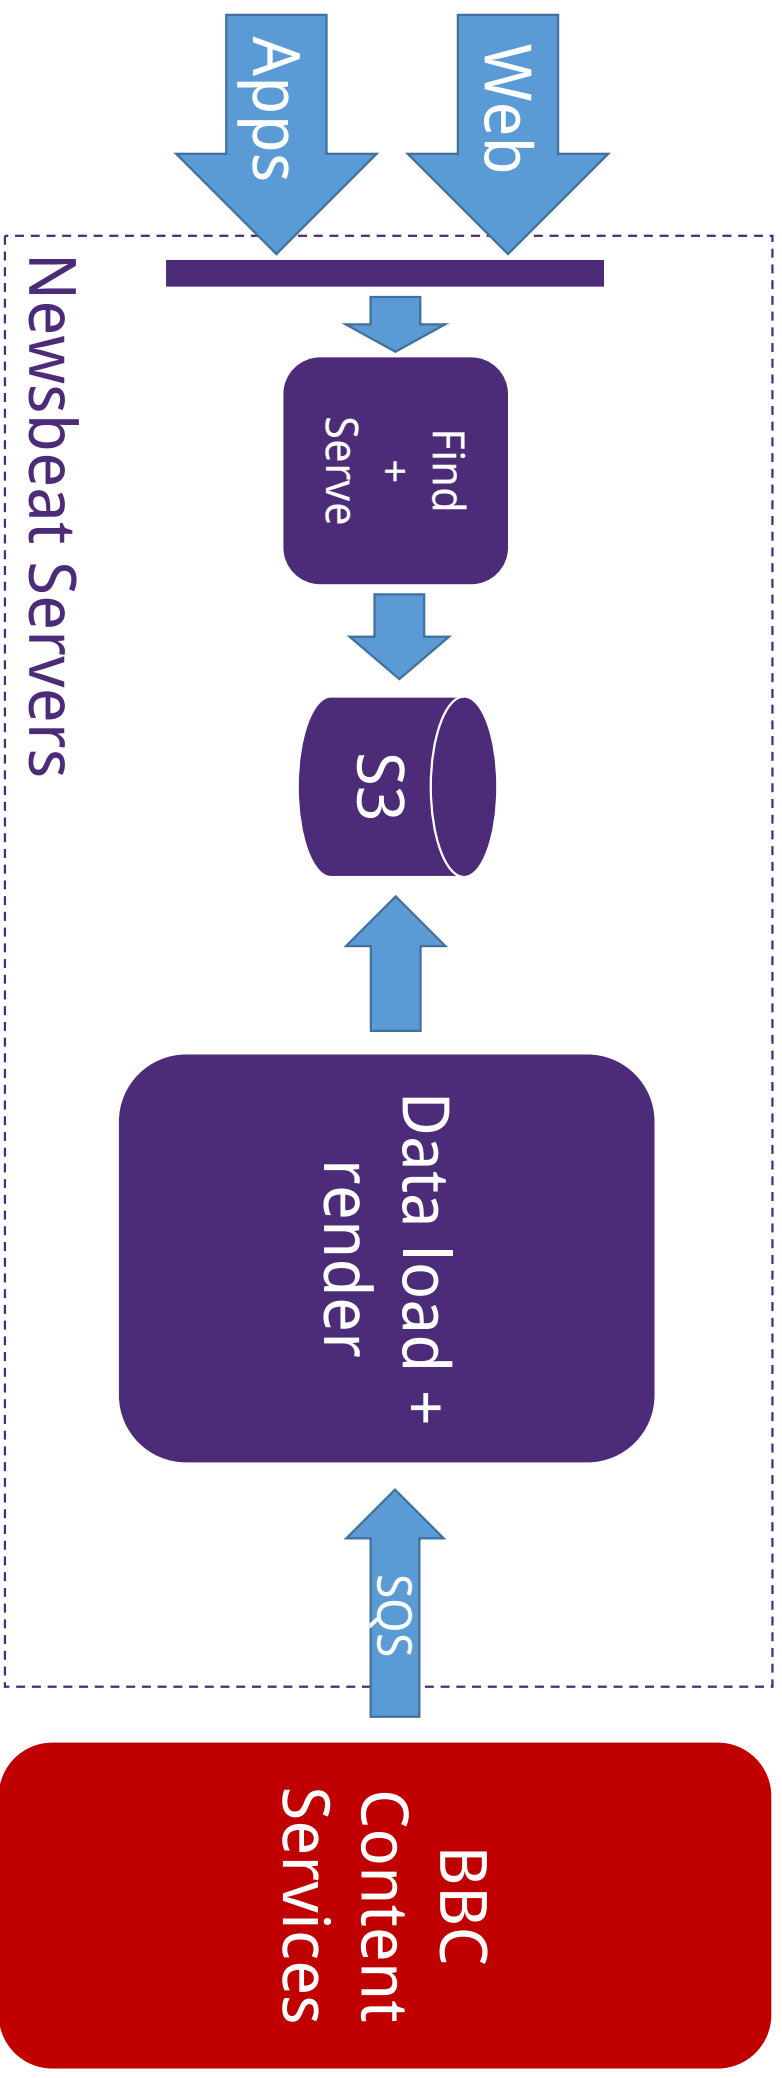 Web
Apps
Find
+
Serve
S3
Data load +
render
SQS
BBC
Content
Services
Newsbeat Servers